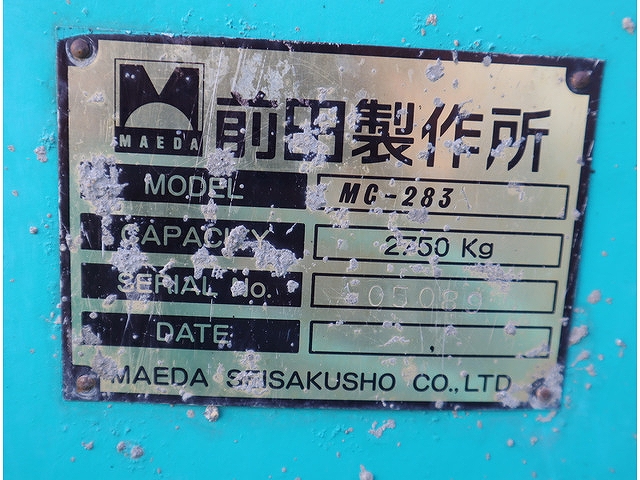 MAEDA
前田製作所
MODEL MC-283
CAPACITY 2750 Kg
SERIAL No.
DATE
MAEDA SEISAKUSHO CO.,LTD